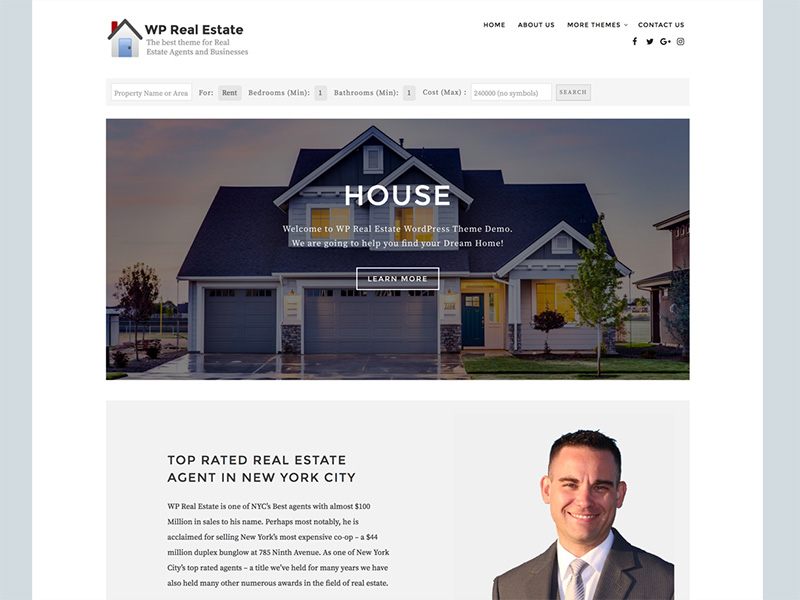 WP Real Estate
The best theme for Real
Estate Agents and Businesses
HOME ABOUT US MORE THEMES CONTACT US
Property Name or Area For: Rent Bedrooms (Min): 1 Bathrooms (Min): 1 Cost (Max) : 240000 (no symbols) SEARCH
HOUSE
Welcome to WP Real Estate WordPress Theme Demo.
We are going to help you find your Dream Home!
LEARN MORE
TOP RATED REAL ESTATE
AGENT IN NEW YORK CITY
WP Real Estate is one of NYC's Best agents with almost $100
Million in sales to his name. Perhaps most notably, he is
acclaimed for selling New York's most expensive co-op – a $44
million duplex bunglow at 785 Ninth Avenue. As one of New York
City's top rated agents – a title we've held for many years we have
also held many other numerous awards in the field of real estate.